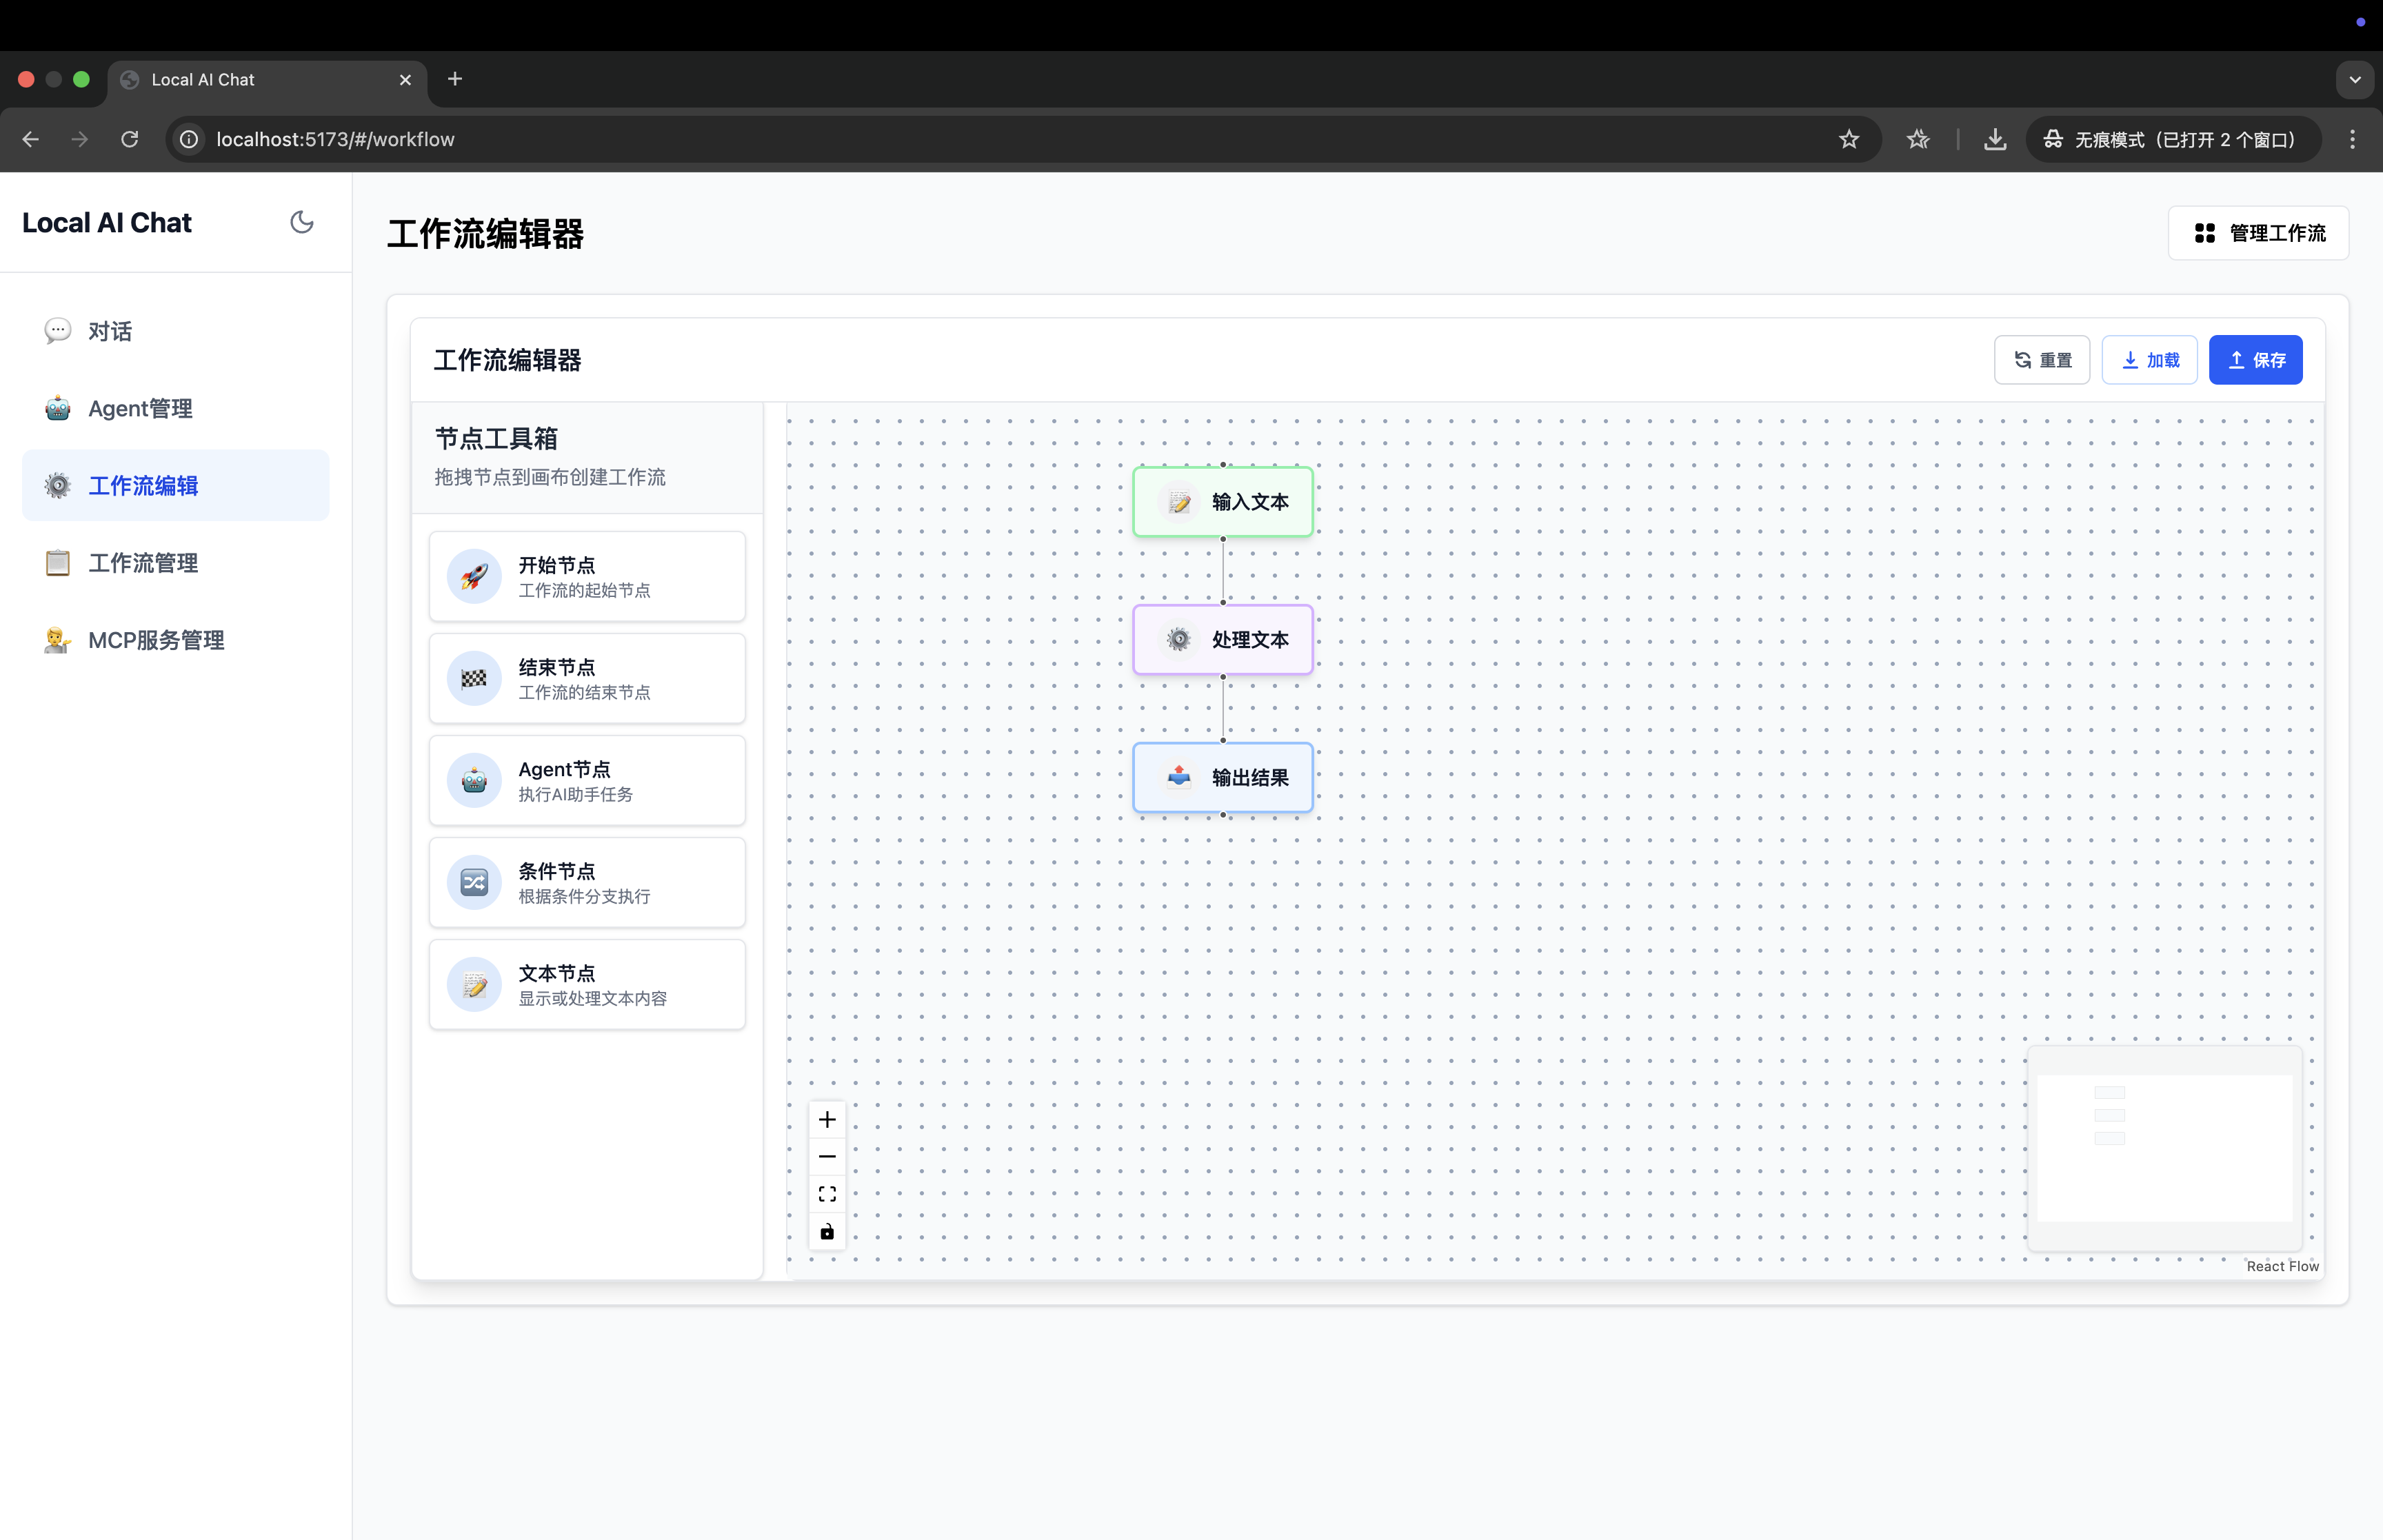 Local AI Chat
localhost:5173/#/workflow
无痕模式（已打开 2 个窗口）
Local AI Chat
对话
Agent管理
工作流编辑
工作流管理
MCP服务管理
工作流编辑器
管理工作流
工作流编辑器
重置
加载
保存
节点工具箱
拖拽节点到画布创建工作流
开始节点
工作流的起始节点
结束节点
工作流的结束节点
Agent节点
执行AI助手任务
条件节点
根据条件分支执行
文本节点
显示或处理文本内容
输入文本
处理文本
输出结果
React Flow